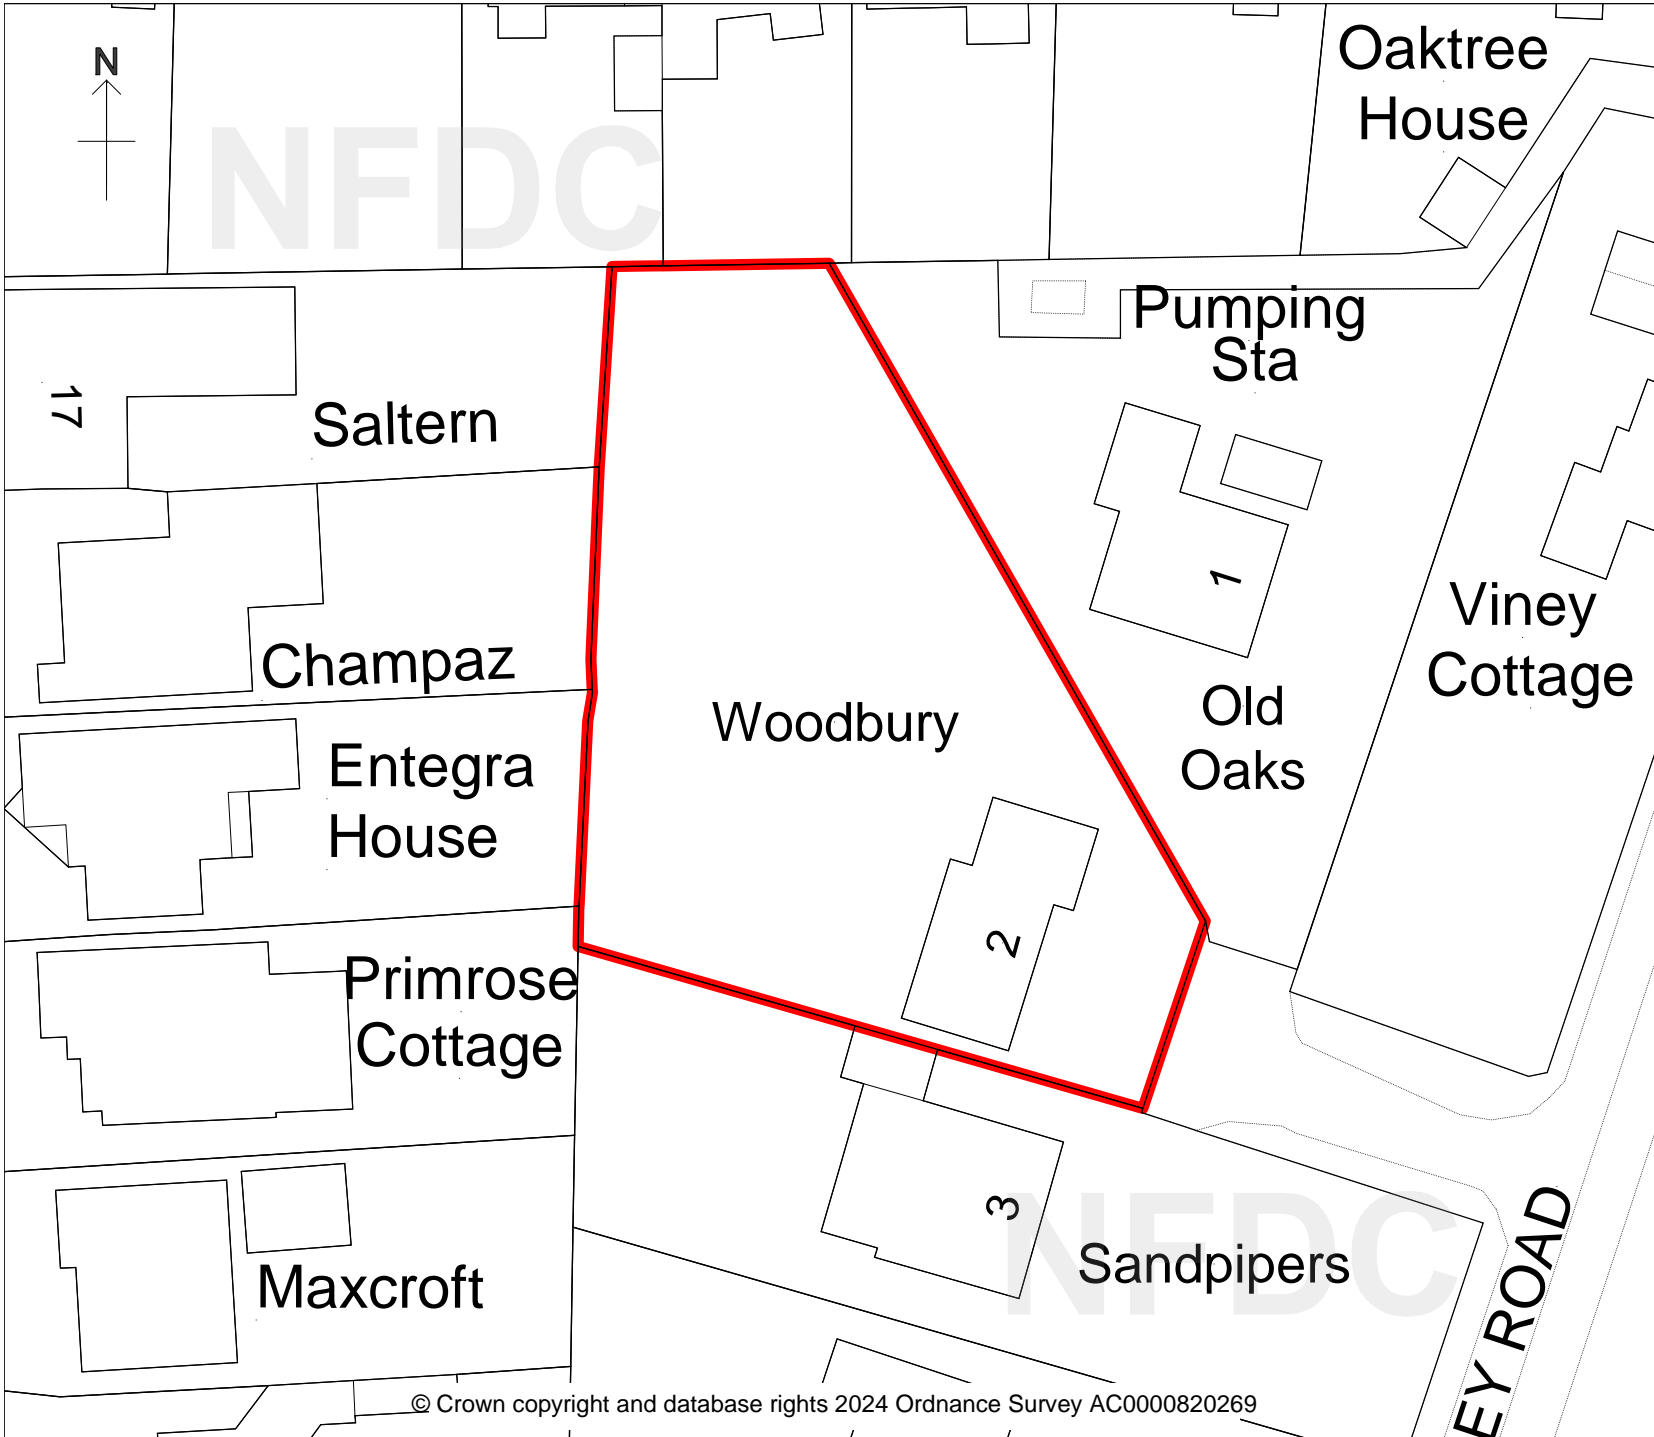 N
Oaktree
House
NFDC
Pumping
Sta
17
Saltern
1
Viney
Cottage
Champaz
Woodbury
Old
Oaks
Entegra
House
2
Primrose
Cottage
3
NFDC
Sandpipers
Maxcroft
EY ROAD
© Crown copyright and database rights 2024 Ordnance Survey AC0000820269